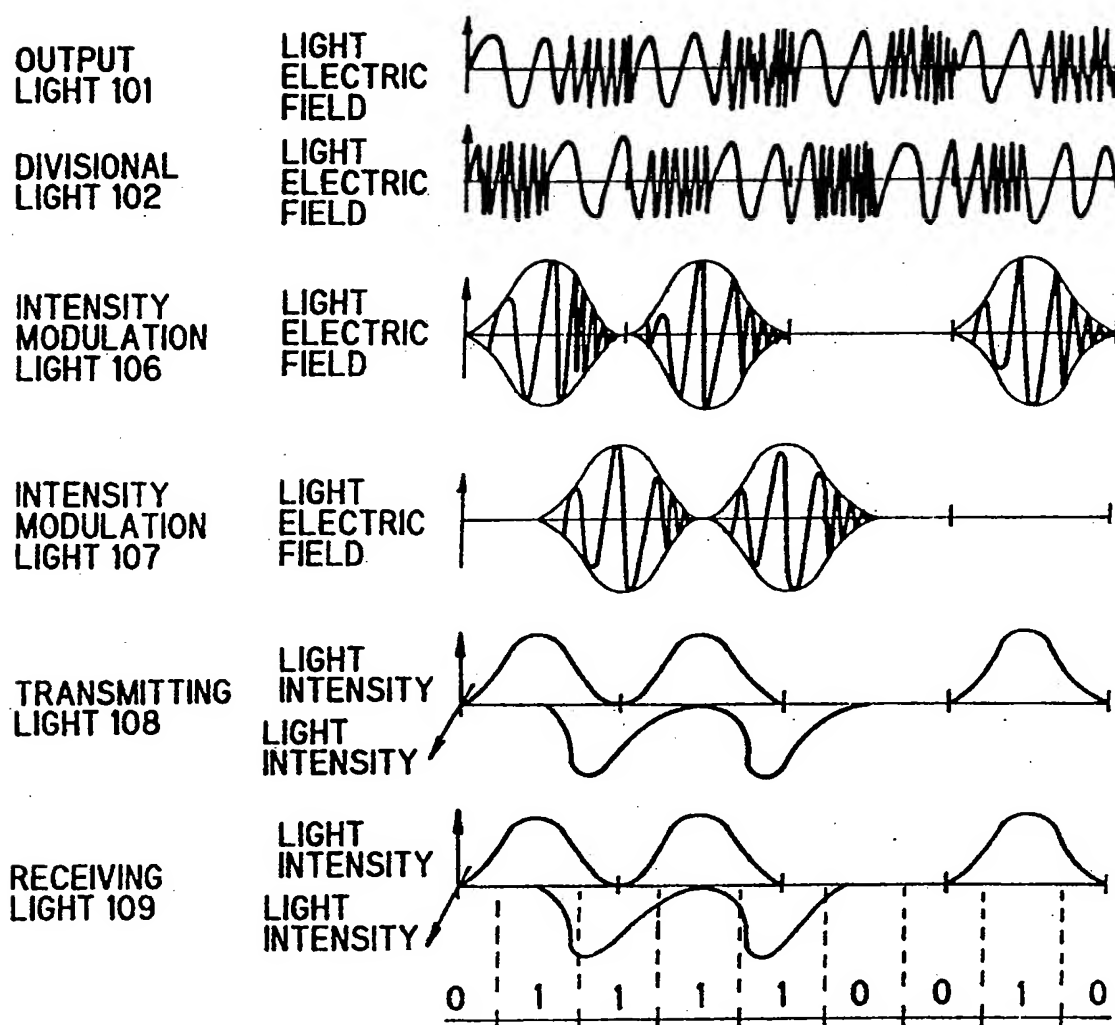 OUTPUT
LIGHT 101
LIGHT
ELECTRIC
FIELD
DIVISIONAL
LIGHT 102
LIGHT
ELECTRIC
FIELD
INTENSITY
MODULATION
LIGHT 106
LIGHT
ELECTRIC
FIELD
INTENSITY
MODULATION
LIGHT 107
LIGHT
ELECTRIC
FIELD
TRANSMITTING
LIGHT 108
LIGHT
INTENSITY
LIGHT
INTENSITY
RECEIVING
LIGHT 109
LIGHT
INTENSITY
LIGHT
INTENSITY
0 1 1 1 1 0 0 1 0